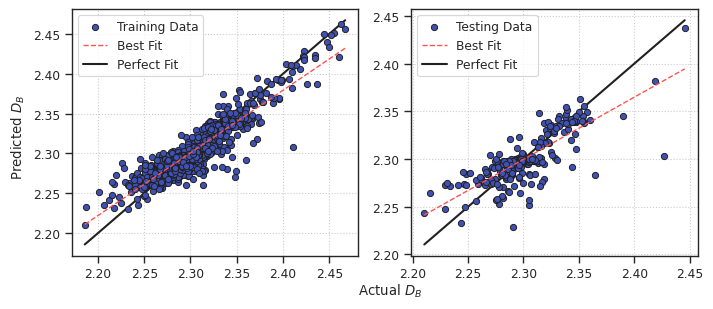 Training Data
Best Fit
Perfect Fit
Testing Data
Best Fit
Perfect Fit
2.45
2.40
2.35
2.30
2.25
2.20
2.45
2.40
2.35
2.30
2.25
2.20
Predicted D_B
2.20 2.25 2.30 2.35 2.40 2.45
2.20 2.25 2.30 2.35 2.40 2.45
Actual D_B